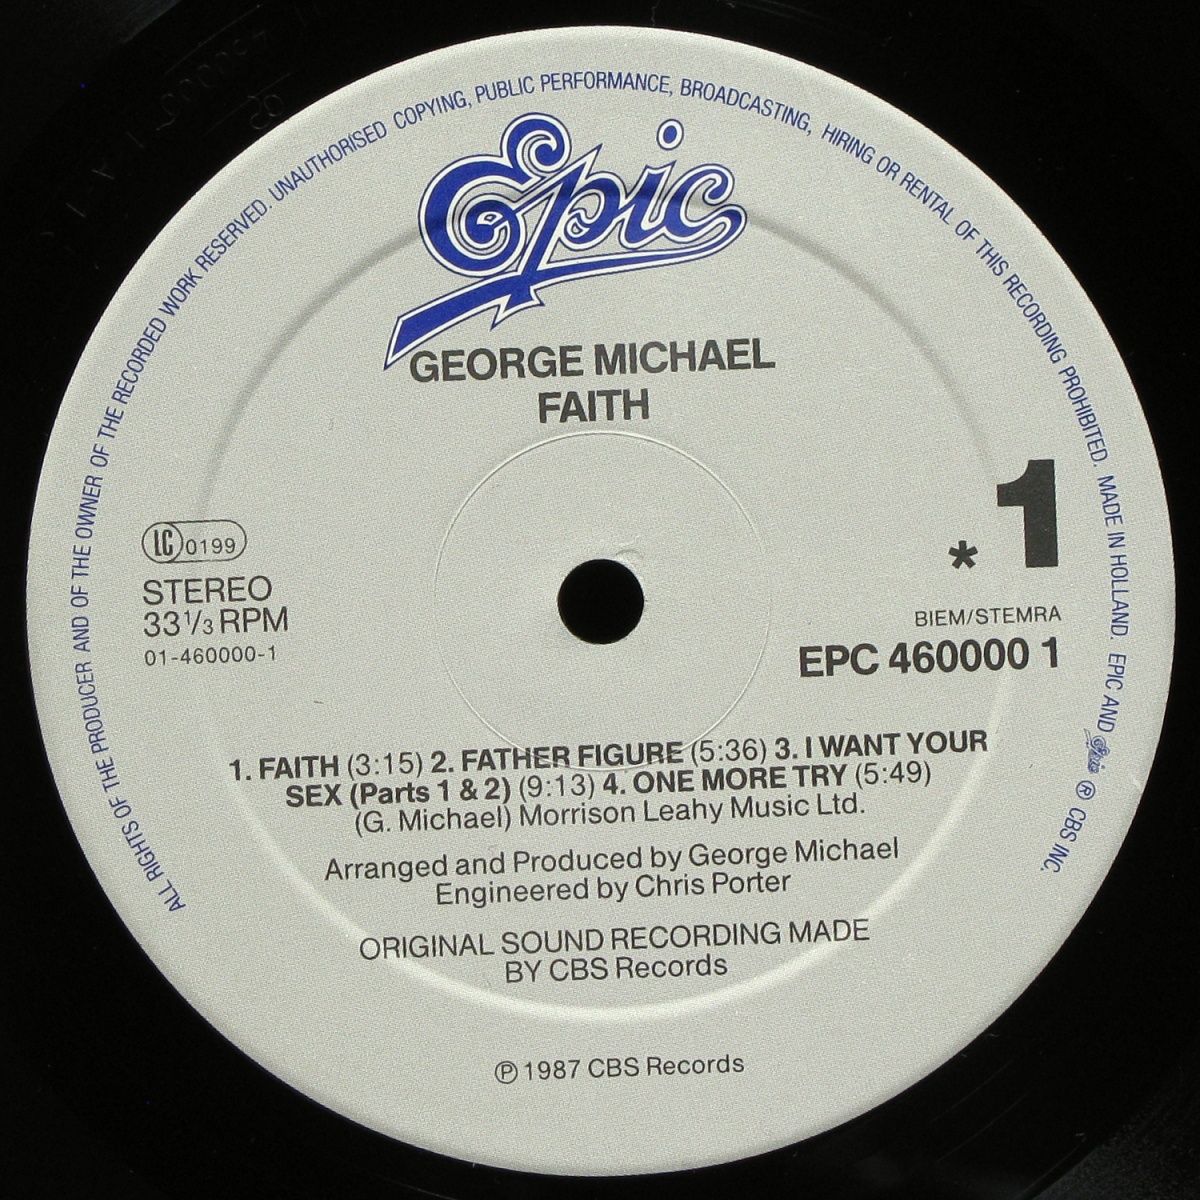 ALL RIGHTS OF THE PRODUCER AND OF THE OWNER OF THE RECORDED WORK RESERVED. UNAUTHORISED COPYING, PUBLIC PERFORMANCE, BROADCASTING, HIRING OR RENTAL OF THIS RECORDING PROHIBITED. MADE IN HOLLAND. EPIC AND Epic ® CBS INC.
Epic
GEORGE MICHAEL
FAITH
* 1
LC 0199
STEREO
33 1/3 RPM
01-460000-1
BIEM/STEMRA
EPC 460000 1
1. FAITH (3:15) 2. FATHER FIGURE (5:36) 3. I WANT YOUR
SEX (Parts 1 & 2) (9:13) 4. ONE MORE TRY (5:49)
(G. Michael) Morrison Leahy Music Ltd.
Arranged and Produced by George Michael
Engineered by Chris Porter
ORIGINAL SOUND RECORDING MADE
BY CBS Records
℗ 1987 CBS Records